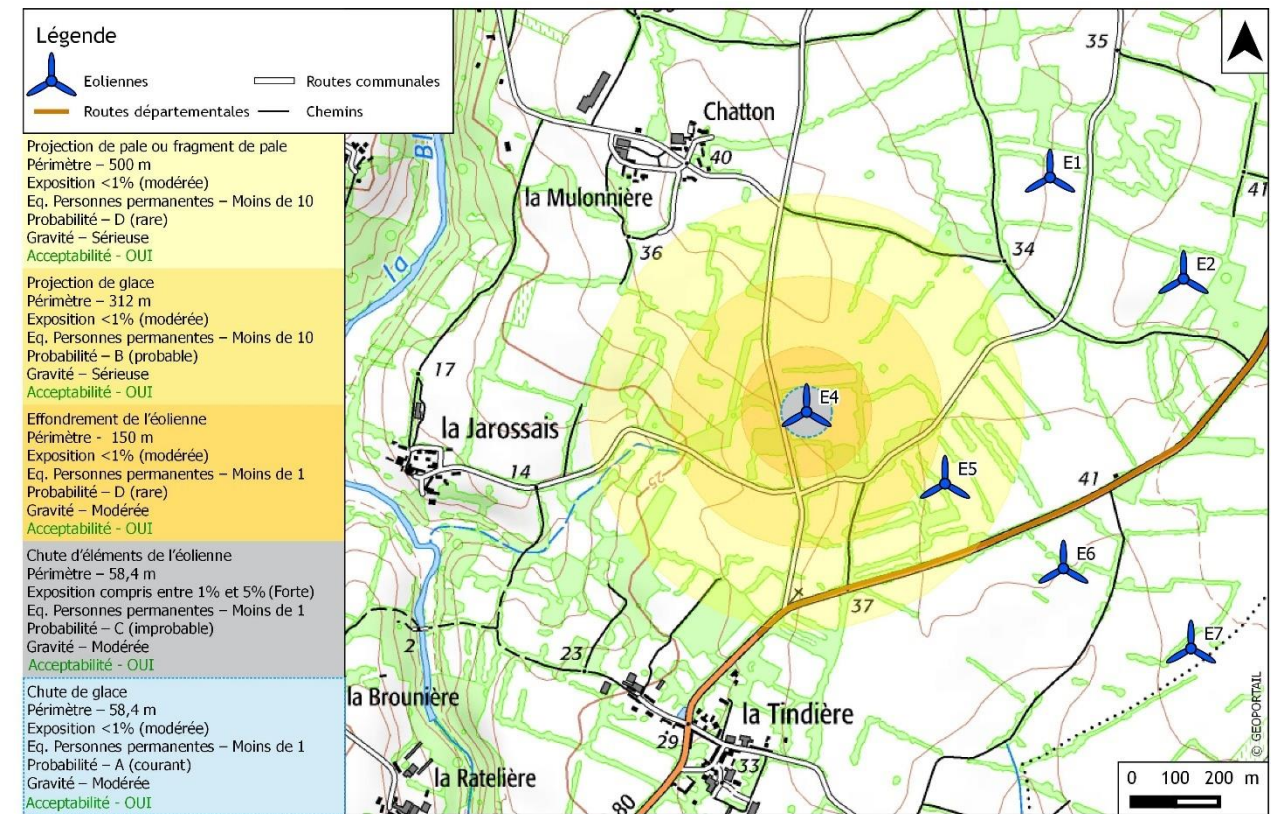 Légende
Eoliennes
Routes communales
Routes départementales
Chemins
Projection de pale ou fragment de pale
Périmètre – 500 m
Exposition <1% (modérée)
Eq. Personnes permanentes – Moins de 10
Probabilité – D (rare)
Gravité – Sérieuse
Acceptabilité - OUI
Projection de glace
Périmètre – 312 m
Exposition <1% (modérée)
Eq. Personnes permanentes – Moins de 10
Probabilité – B (probable)
Gravité – Sérieuse
Acceptabilité - OUI
Effondrement de l'éolienne
Périmètre - 150 m
Exposition <1% (modérée)
Eq. Personnes permanentes – Moins de 1
Probabilité – D (rare)
Gravité – Modérée
Acceptabilité - OUI
Chute d'éléments de l'éolienne
Périmètre – 58,4 m
Exposition compris entre 1% et 5% (Forte)
Eq. Personnes permanentes – Moins de 1
Probabilité – C (improbable)
Gravité – Modérée
Acceptabilité - OUI
Chute de glace
Périmètre – 58,4 m
Exposition <1% (modérée)
Eq. Personnes permanentes – Moins de 1
Probabilité – A (courant)
Gravité – Modérée
Acceptabilité - OUI
35
Chatton
40
E1
la Mulonnière
41
36
34
E2
la Bl
17
E4
la Jarossais
14
25
E5
41
E6
37
2
E7
23
la Brounière
la Tindière
29
33
la Ratelière
80
© GEOPORTAIL
0 100 200 m